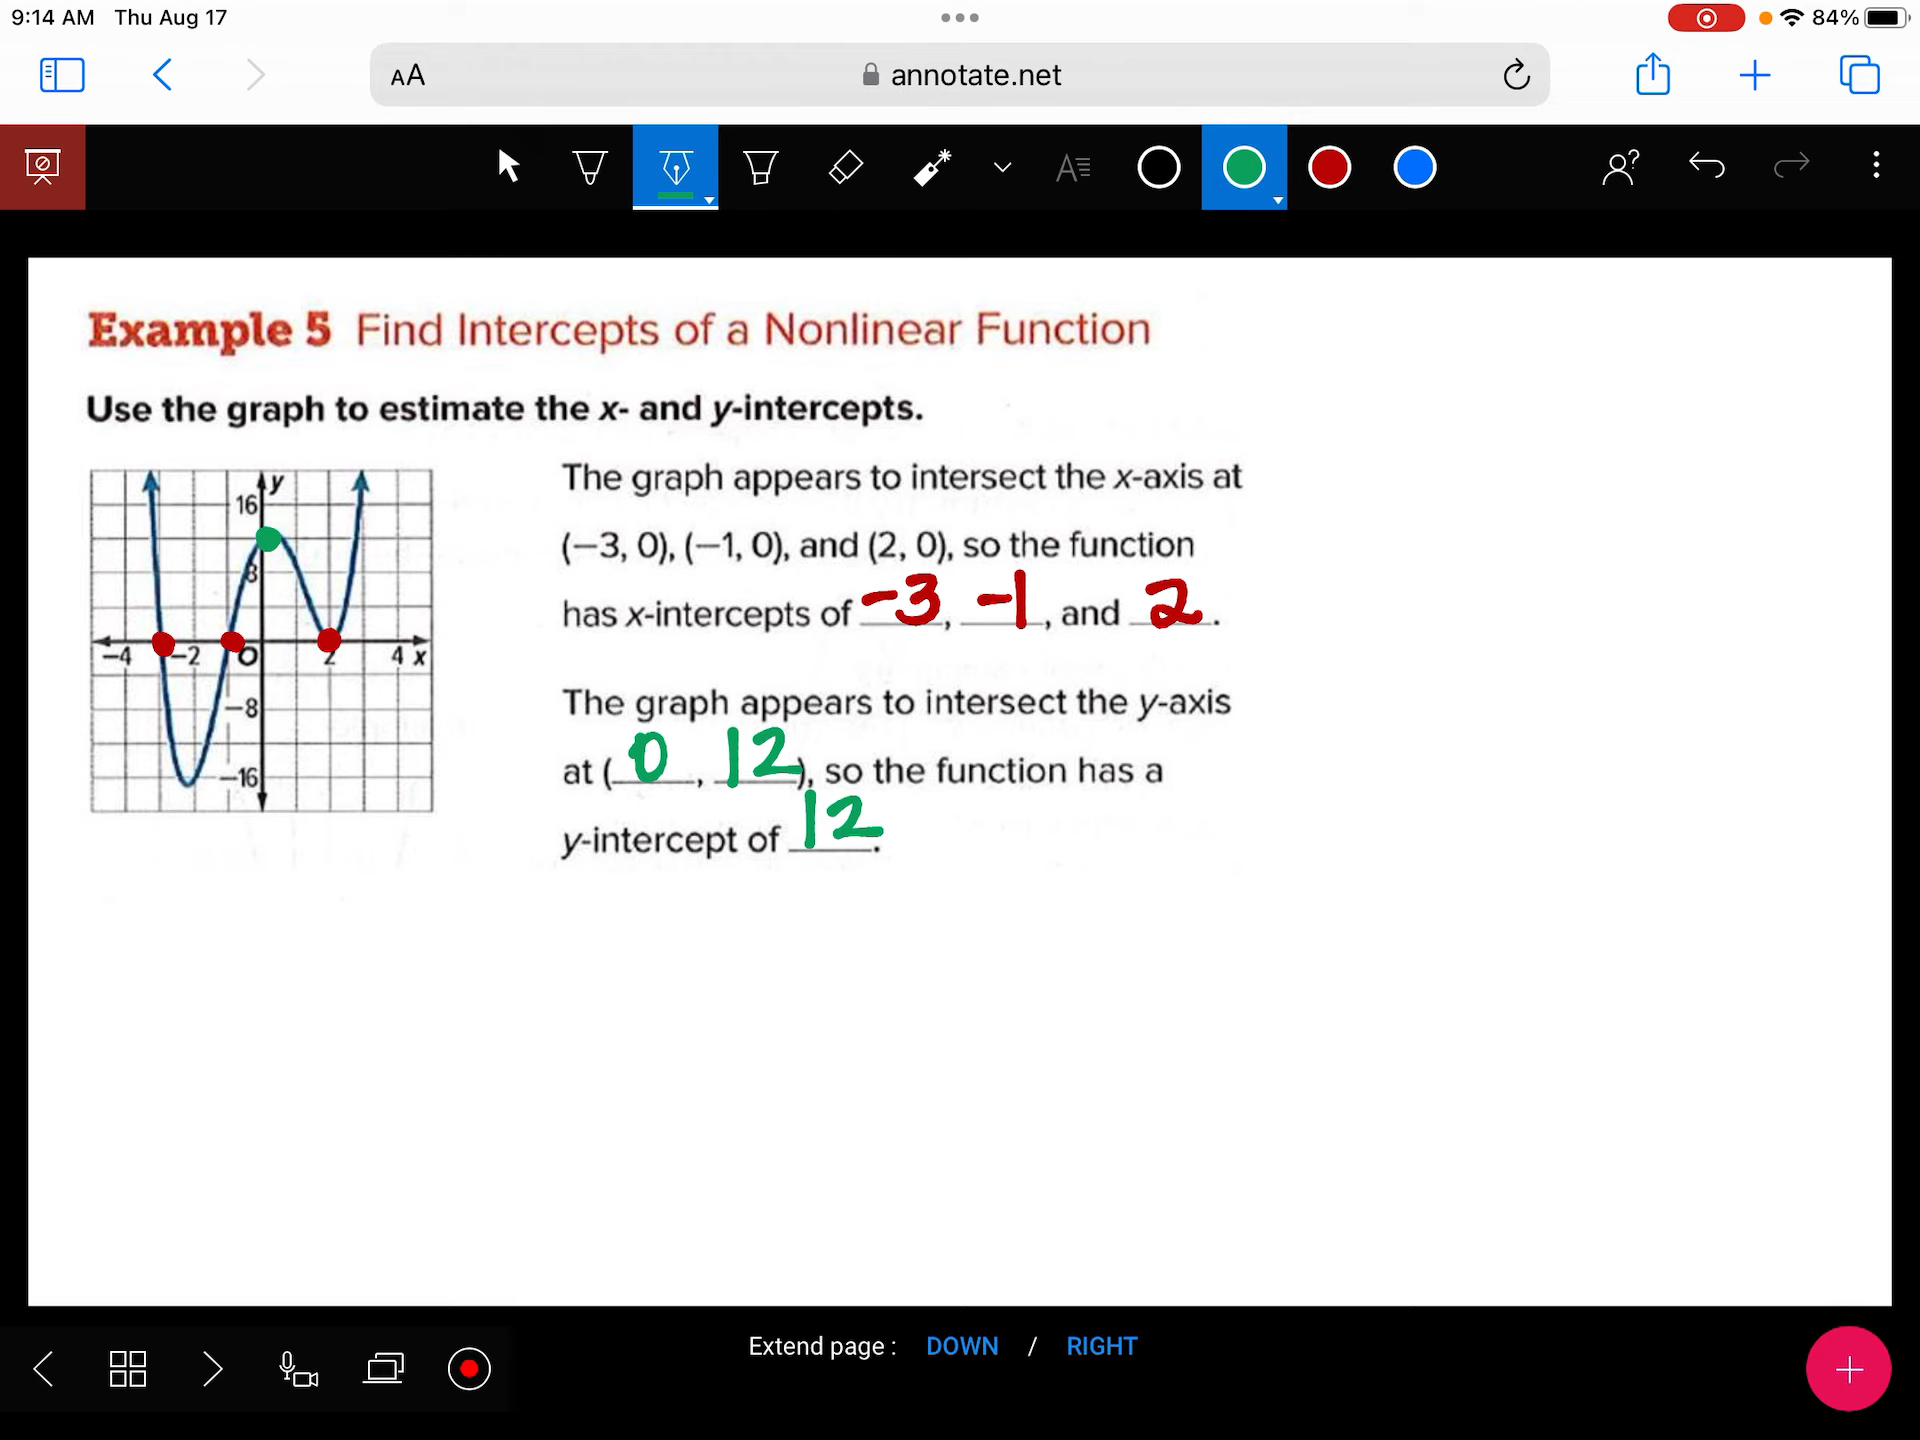 9:14 AM Thu Aug 17
84%
AA annotate.net
Example 5 Find Intercepts of a Nonlinear Function
Use the graph to estimate the x- and y-intercepts.
y
16
8
-4 -2 O 2 4 x
-8
-16
The graph appears to intersect the x-axis at
(-3, 0), (-1, 0), and (2, 0), so the function
has x-intercepts of -3, -1, and 2.
The graph appears to intersect the y-axis
at (0, 12), so the function has a
y-intercept of 12.
Extend page : DOWN / RIGHT